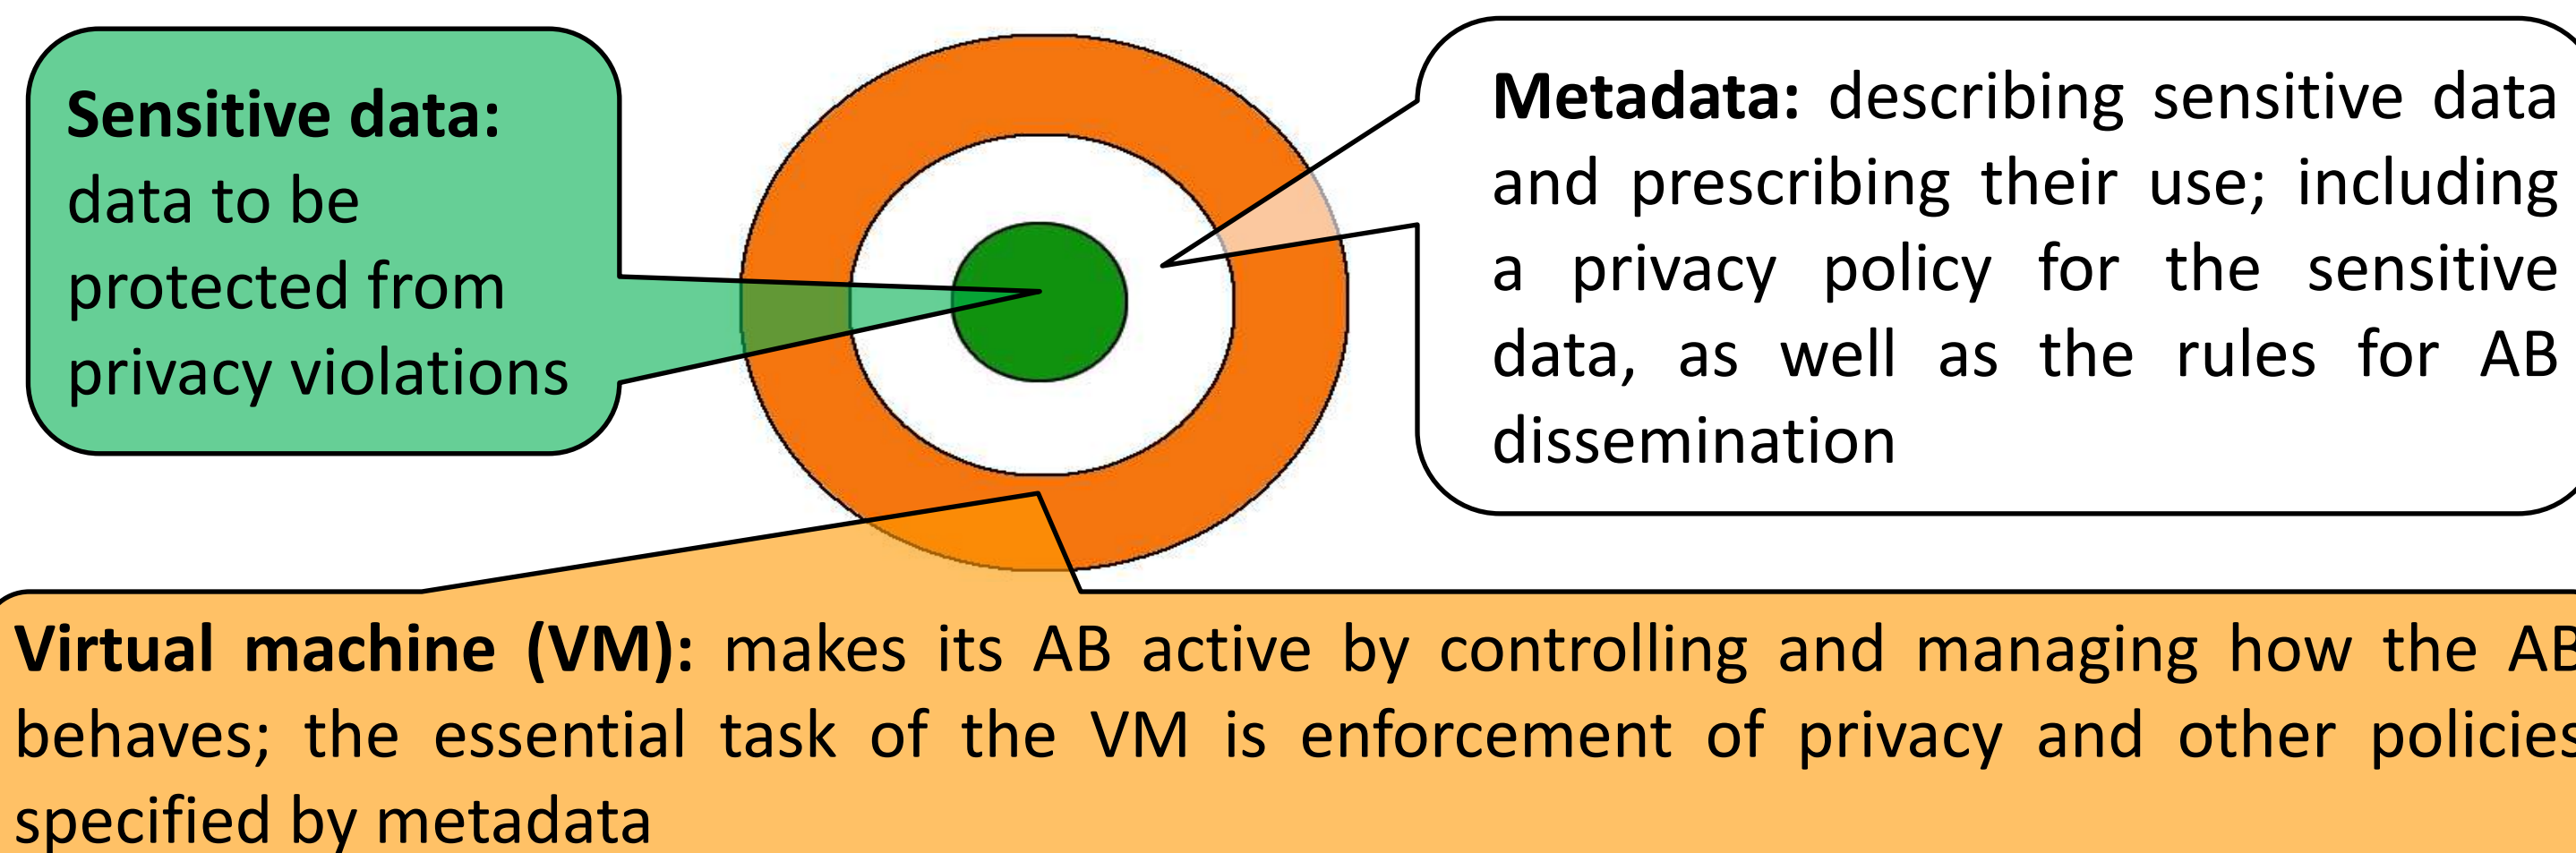 Sensitive data:
data to be
protected from
privacy violations
Metadata: describing sensitive data
and prescribing their use; including
a privacy policy for the sensitive
data, as well as the rules for AB
dissemination
Virtual machine (VM): makes its AB active by controlling and managing how the AB
behaves; the essential task of the VM is enforcement of privacy and other policies
specified by metadata